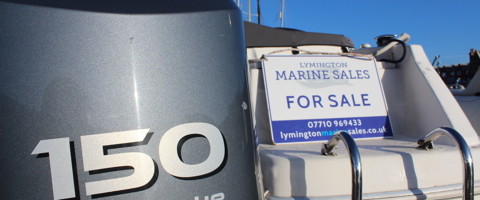 LYMINGTON
MARINE SALES
FOR SALE
07710 969433
lymingtonmarinesales.co.uk
150